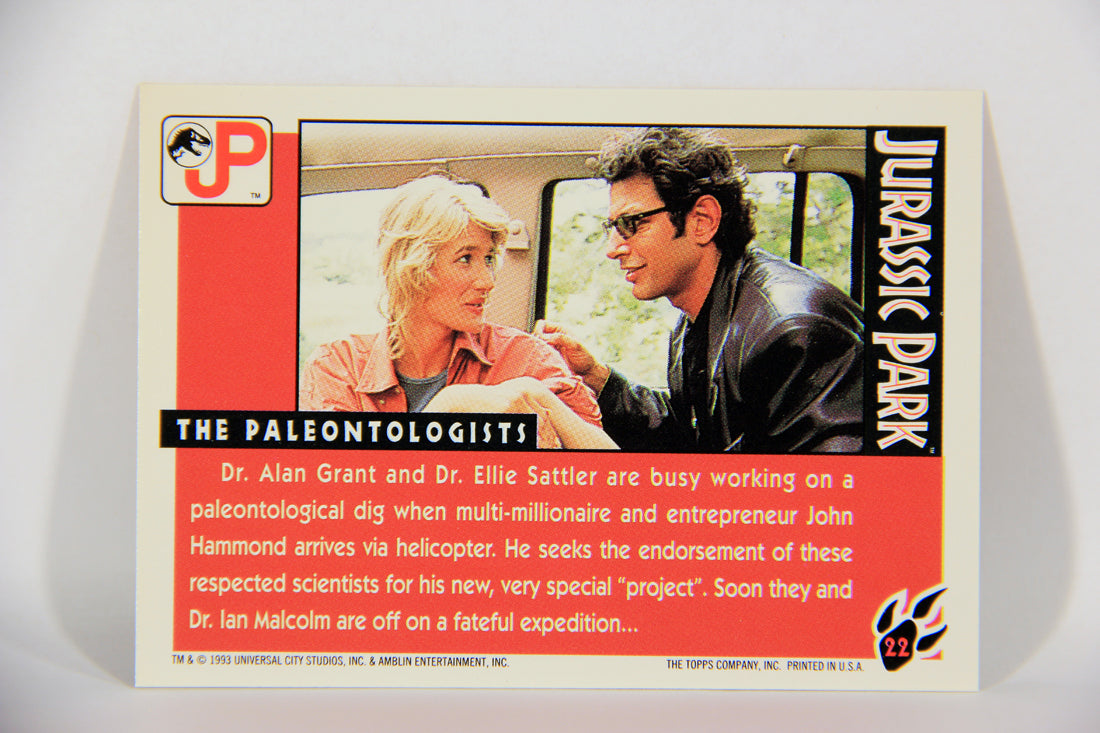 JP
TM
JURASSIC PARK
TM
THE PALEONTOLOGISTS
Dr. Alan Grant and Dr. Ellie Sattler are busy working on a
paleontological dig when multi-millionaire and entrepreneur John
Hammond arrives via helicopter. He seeks the endorsement of these
respected scientists for his new, very special “project”. Soon they and
Dr. Ian Malcolm are off on a fateful expedition...
22
TM & © 1993 UNIVERSAL CITY STUDIOS, INC. & AMBLIN ENTERTAINMENT, INC.
THE TOPPS COMPANY, INC. PRINTED IN U.S.A.